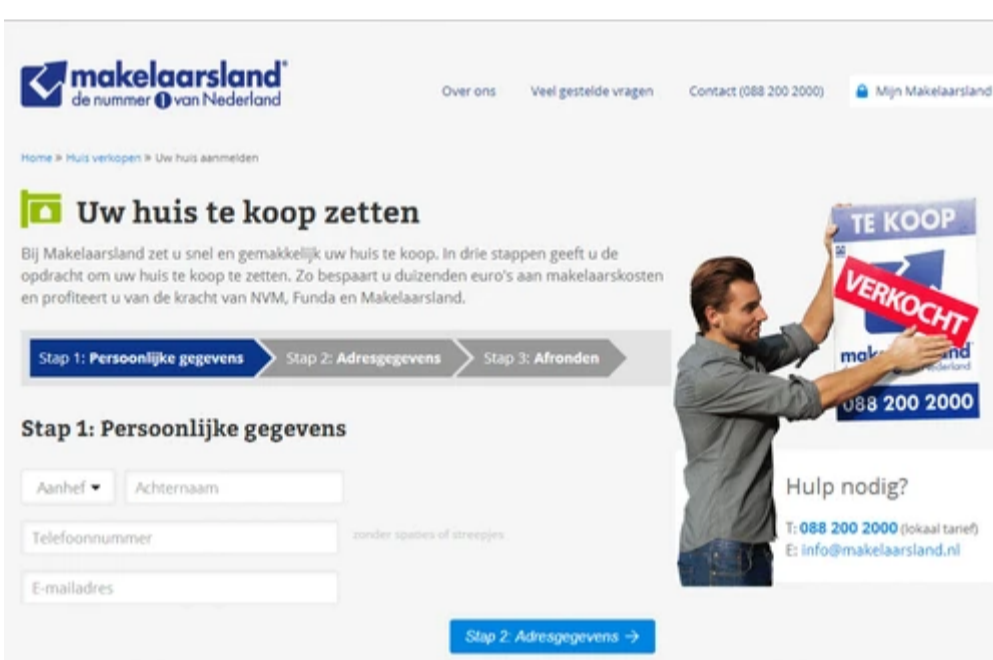 makelaarsland
de nummer 1 van Nederland
Over ons Veel gestelde vragen Contact (088 200 2000) Mijn Makelaarsland
Home » Huis verkopen » Uw huis aanmelden
Uw huis te koop zetten
Bij Makelaarsland zet u snel en gemakkelijk uw huis te koop. In drie stappen geeft u de
opdracht om uw huis te koop te zetten. Zo bespaart u duizenden euro's aan makelaarskosten
en profiteert u van de kracht van NVM, Funda en Makelaarsland.
Stap 1: Persoonlijke gegevens Stap 2: Adresgegevens Stap 3: Afronden
Stap 1: Persoonlijke gegevens
Aanhef Achternaam
Telefoonnummer zonder spaties of streepjes
E-mailadres
Stap 2: Adresgegevens →
TE KOOP
VERKOCHT
088 200 2000
Hulp nodig?
T: 088 200 2000 (lokaal tarief)
E: info@makelaarsland.nl